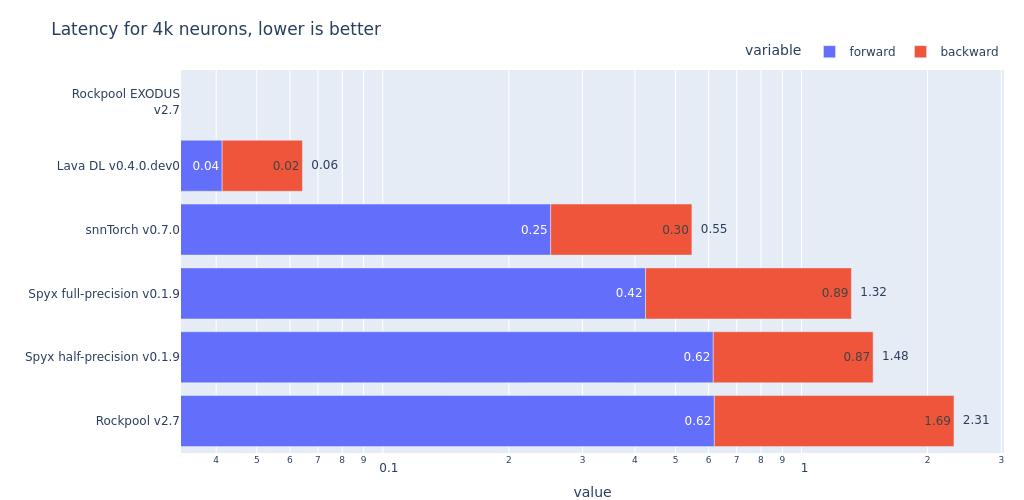 Latency for 4k neurons, lower is better
variable forward backward
Rockpool EXODUS
v2.7
Lava DL v0.4.0.dev0 0.04 0.02 0.06
snnTorch v0.7.0 0.25 0.30 0.55
Spyx full-precision v0.1.9 0.42 0.89 1.32
Spyx half-precision v0.1.9 0.62 0.87 1.48
Rockpool v2.7 0.62 1.69 2.31
4 5 6 7 8 9 0.1 2 3 4 5 6 7 8 9 1 2 3
value